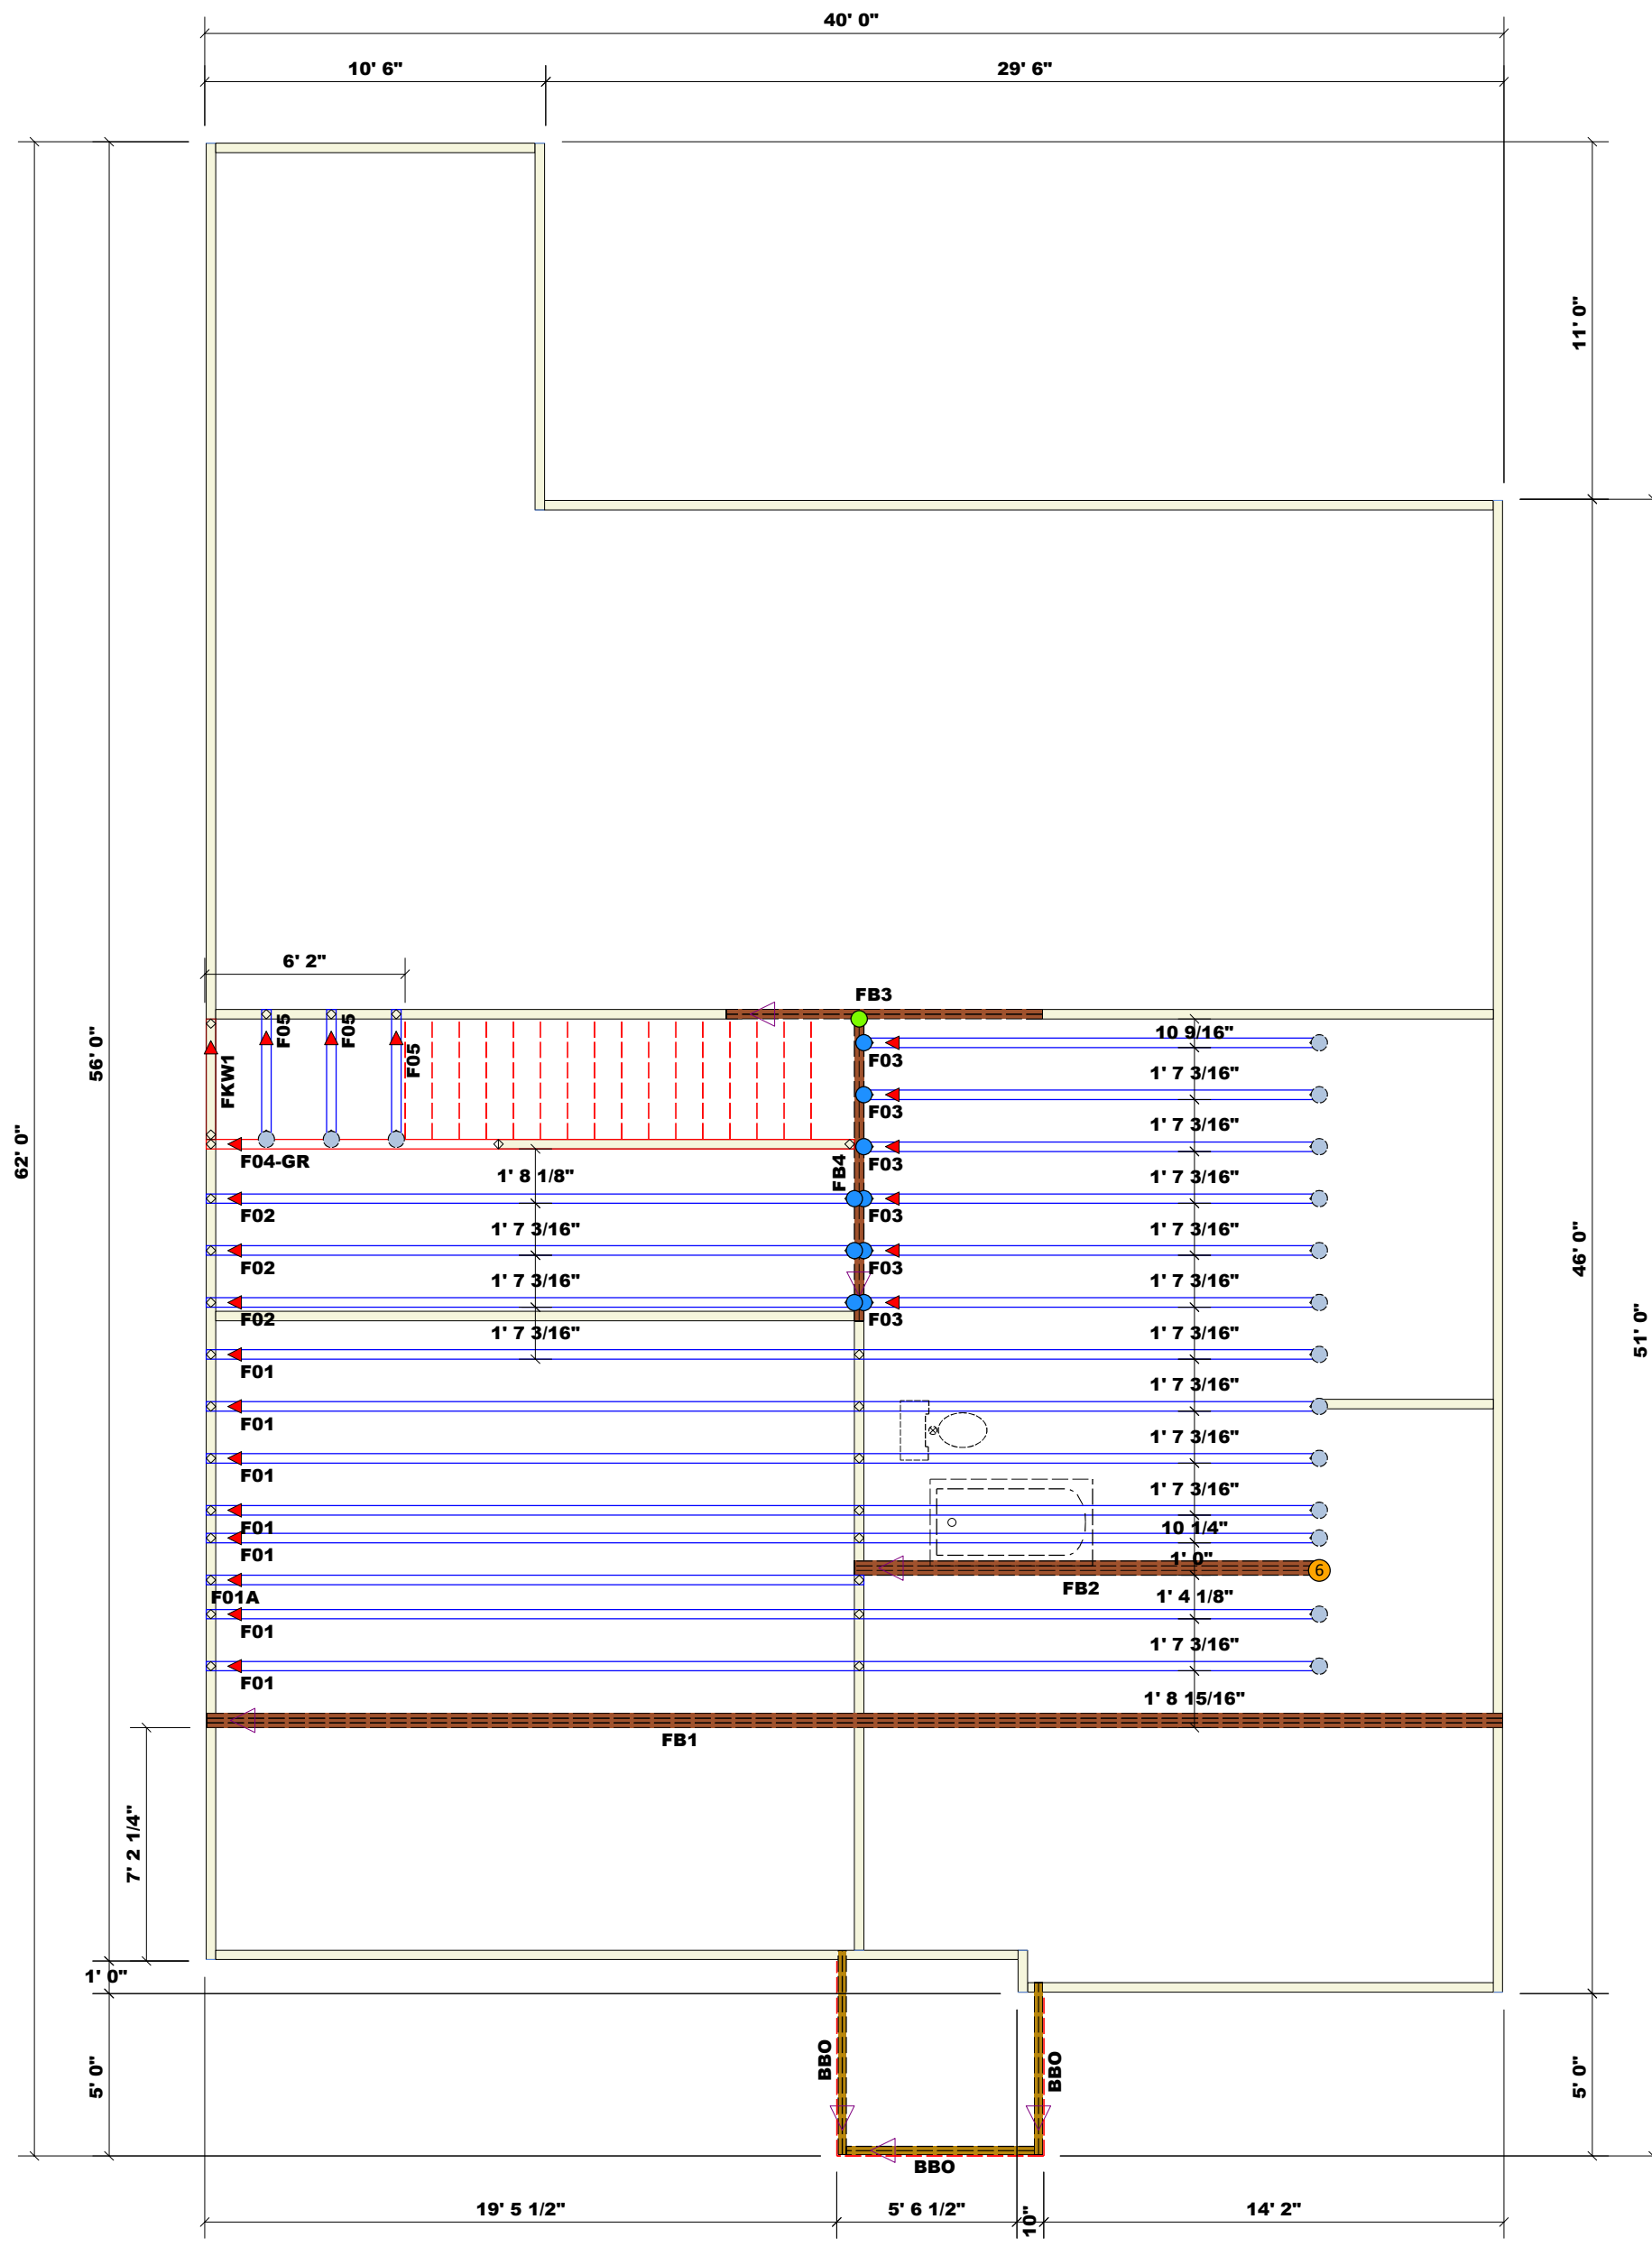 40' 0"
10' 6"
29' 6"
11' 0"
6' 2"
FB3
10 9/16"
F05
F05
F05
FKW1
F03
56' 0"
1' 7 3/16"
F03
62' 0"
F04-GR
FB4
F03
1' 7 3/16"
1' 8 1/8"
1' 7 3/16"
F02
F03
46' 0"
51' 0"
1' 7 3/16"
1' 7 3/16"
F02
F03
1' 7 3/16"
1' 7 3/16"
F02
F03
1' 7 3/16"
1' 7 3/16"
F01
1' 7 3/16"
F01
1' 7 3/16"
F01
1' 7 3/16"
F01
10 1/4"
F01
1' 0"
6
FB2
F01A
1' 4 1/8"
F01
1' 7 3/16"
F01
1' 8 15/16"
FB1
7' 2 1/4"
1' 0"
5' 0"
BBO
BBO
5' 0"
BBO
19' 5 1/2"
5' 6 1/2"
10"
14' 2"